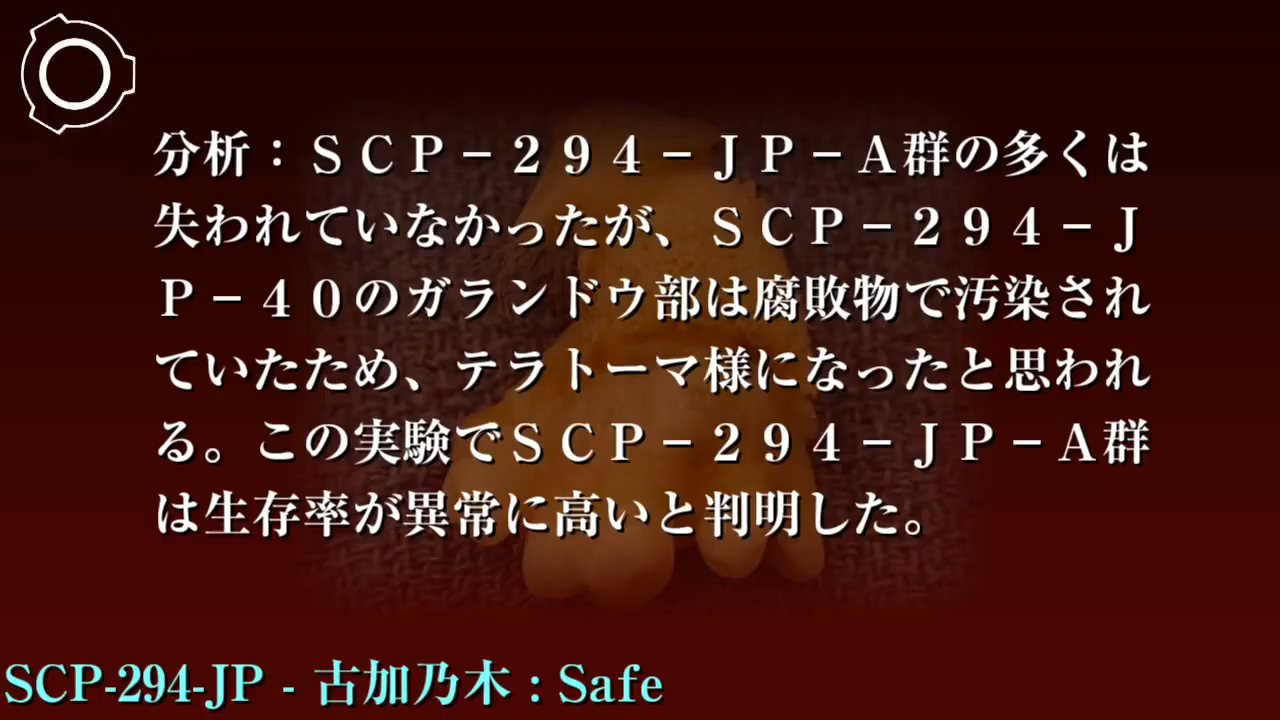 分析：ＳＣＰ－２９４－ＪＰ－Ａ群の多くは
失われていなかったが、ＳＣＰ－２９４－Ｊ
Ｐ－４０のガランドウ部は腐敗物で汚染され
ていたため、テラトーマ様になったと思われ
る。この実験でＳＣＰ－２９４－ＪＰ－Ａ群
は生存率が異常に高いと判明した。
SCP-294-JP - 古加乃木 : Safe